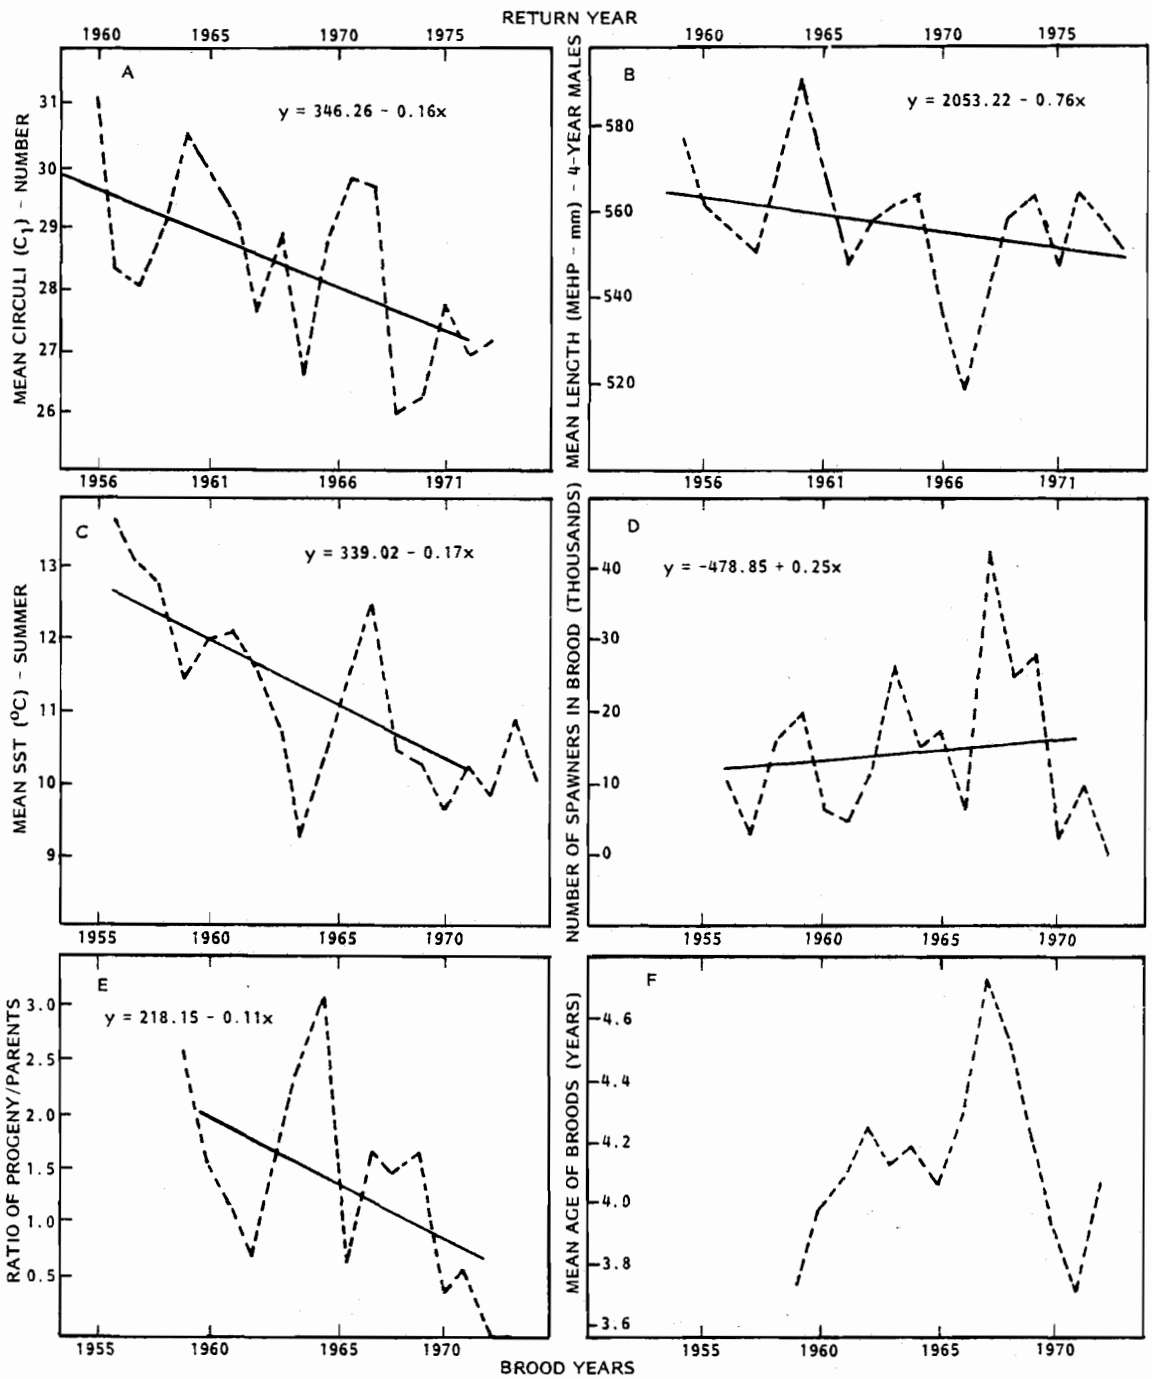 RETURN YEAR
1960 1965 1970 1975
1960 1965 1970 1975
A
y = 346.26 - 0.16x
MEAN CIRCULI (C1) - NUMBER
31
30
29
28
27
26
1956 1961 1966 1971
B
y = 2053.22 - 0.76x
MEAN LENGTH (MEHP - mm) - 4-YEAR MALES
580
560
540
520
1956 1961 1966 1971
C
y = 339.02 - 0.17x
MEAN SST (OC) - SUMMER
13
12
11
10
9
1955 1960 1965 1970
D
y = -478.85 + 0.25x
NUMBER OF SPAWNERS IN BROOD (THOUSANDS)
40
30
20
10
0
1955 1960 1965 1970
E
y = 218.15 - 0.11x
RATIO OF PROGENY/PARENTS
3.0
2.5
2.0
1.5
1.0
0.5
1955 1960 1965 1970
F
MEAN AGE OF BROODS (YEARS)
4.6
4.4
4.2
4.0
3.8
3.6
1955 1960 1965 1970
BROOD YEARS